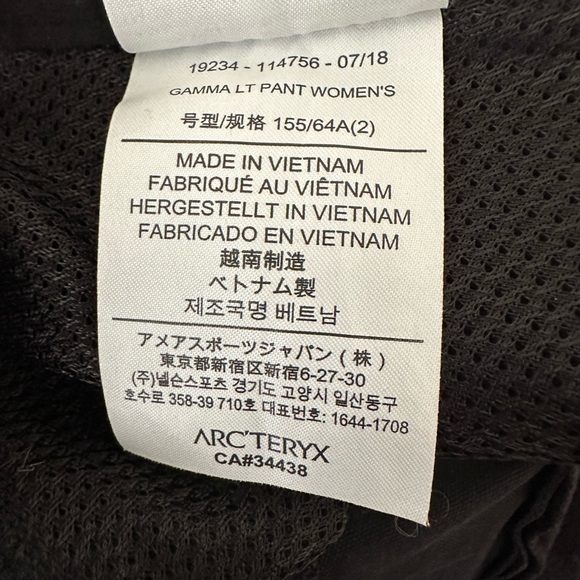 19234 - 114756 - 07/18
GAMMA LT PANT WOMEN'S
号型/规格 155/64A(2)
MADE IN VIETNAM
FABRIQUÉ AU VIÊTNAM
HERGESTELLT IN VIETNAM
FABRICADO EN VIETNAM
越南制造
ベトナム製
제조국명 베트남
アメアスポーツジャパン(株)
東京都新宿区新宿6-27-30
(주)넬슨스포츠 경기도 고양시 일산동구
호수로 358-39 710호 대표번호: 1644-1708
ARC'TERYX
CA#34438